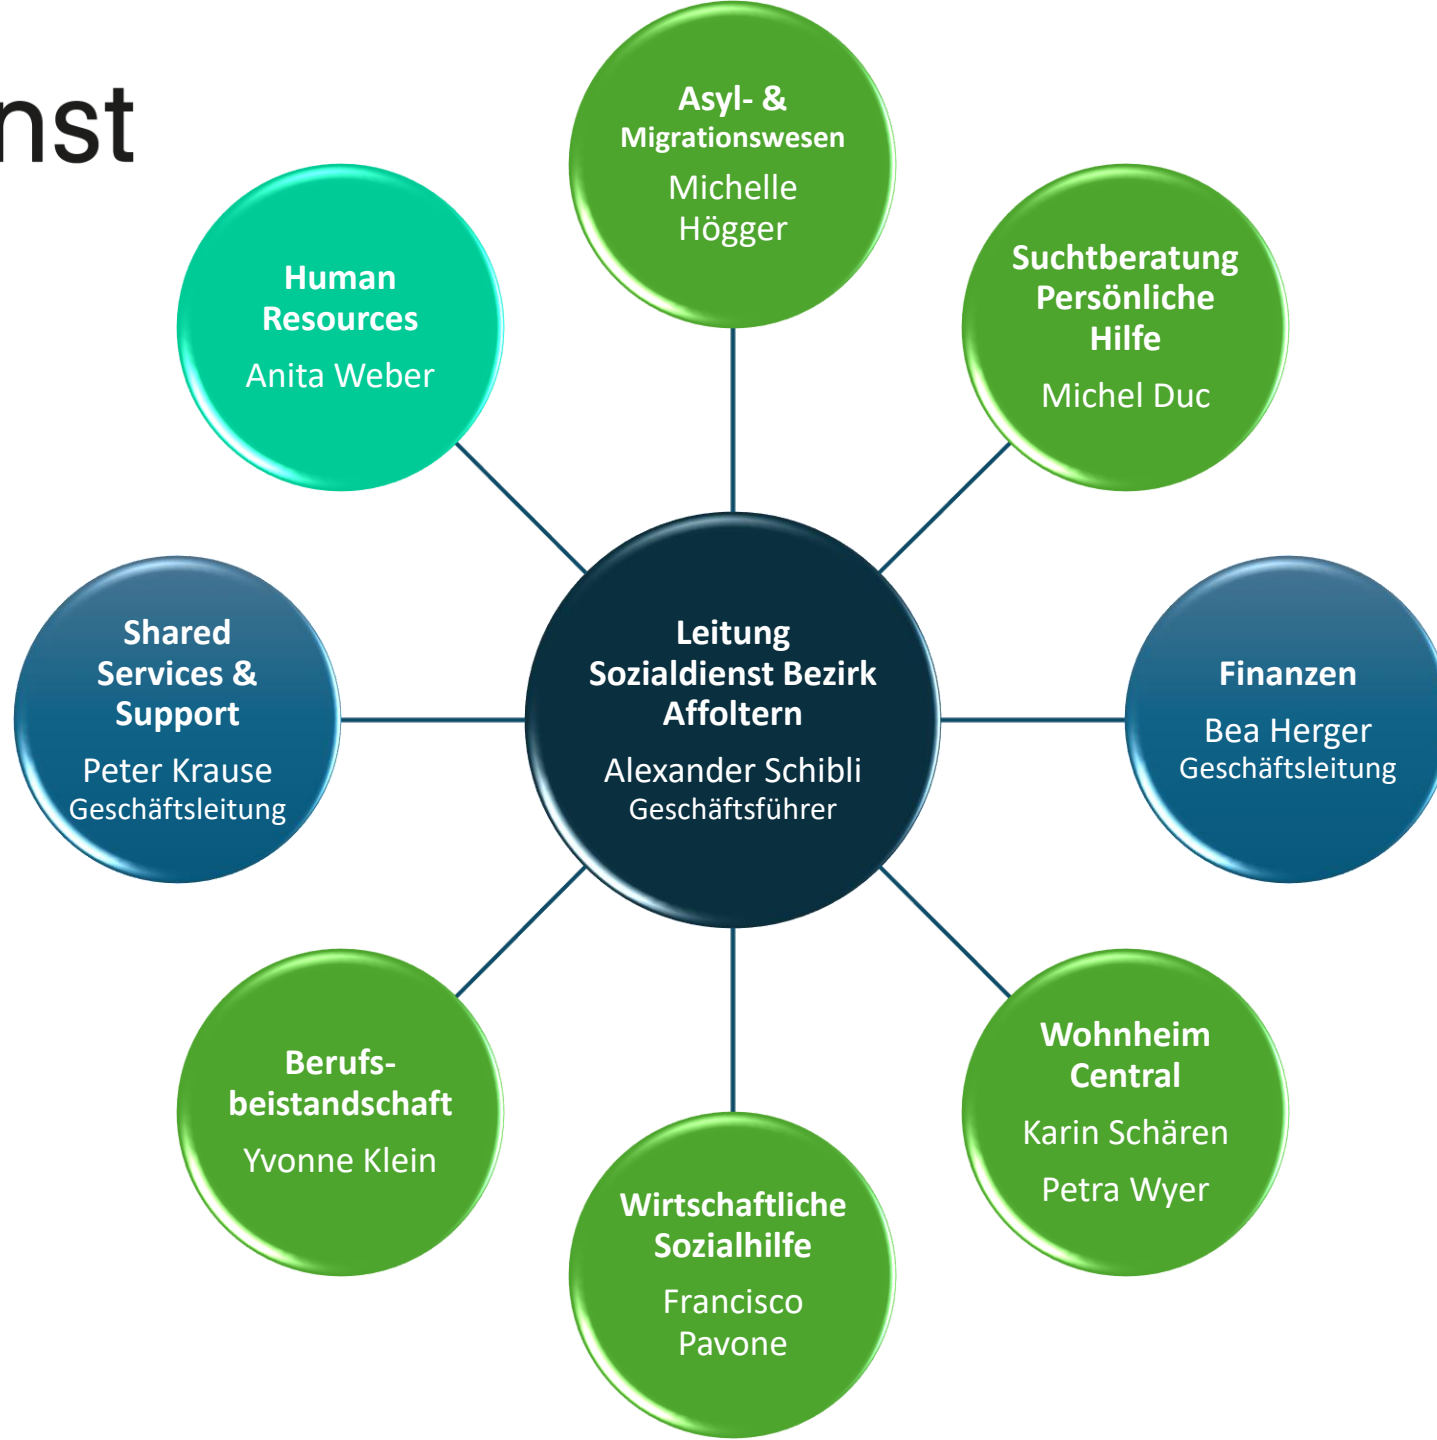 nst
Asyl- &
Migrationswesen
Michelle
Högger
Suchtberatung
Persönliche
Hilfe
Michel Duc
Human
Resources
Anita Weber
Shared
Services &
Support
Peter Krause
Geschäftsleitung
Leitung
Sozialdienst Bezirk
Affoltern
Alexander Schibli
Geschäftsführer
Finanzen
Bea Herger
Geschäftsleitung
Berufs-
beistandschaft
Yvonne Klein
Wohnheim
Central
Karin Schären
Petra Wyer
Wirtschaftliche
Sozialhilfe
Francisco
Pavone